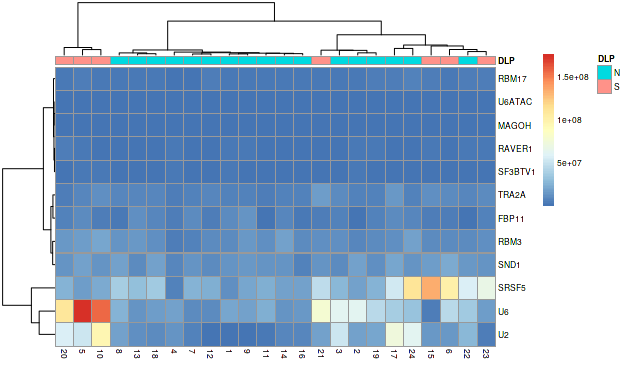 DLP
RBM17
U6ATAC
MAGOH
RAVER1
SF3BTV1
TRA2A
FBP11
RBM3
SND1
SRSF5
U6
U2
20 5 10 8 13 18 4 7 12 1 9 11 14 16 21 3 2 19 17 24 15 6 22 23
1.5e+08
1e+08
5e+07
DLP
N
S